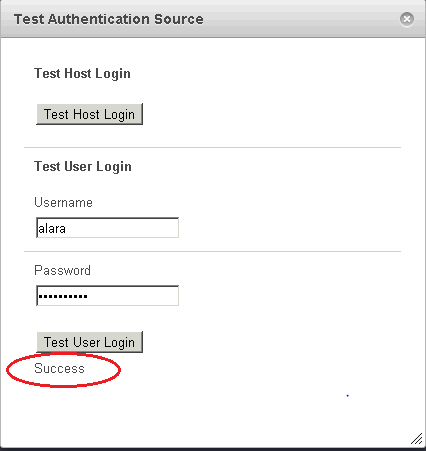 Test Authentication Source
Test Host Login
Test Host Login
Test User Login
Username
alara
Password
••••••••••
Test User Login
Success